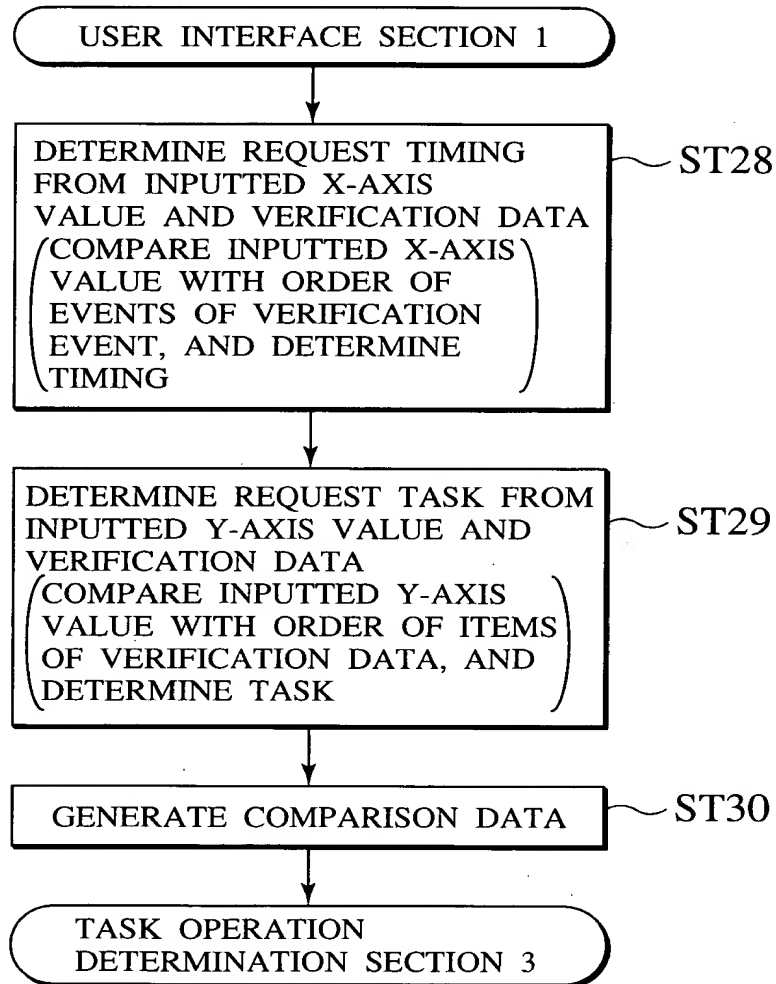 USER INTERFACE SECTION 1
DETERMINE REQUEST TIMING
FROM INPUTTED X-AXIS
VALUE AND VERIFICATION DATA
(COMPARE INPUTTED X-AXIS
VALUE WITH ORDER OF
EVENTS OF VERIFICATION
EVENT, AND DETERMINE
TIMING)
ST28
DETERMINE REQUEST TASK FROM
INPUTTED Y-AXIS VALUE AND
VERIFICATION DATA
(COMPARE INPUTTED Y-AXIS
VALUE WITH ORDER OF ITEMS
OF VERIFICATION DATA, AND
DETERMINE TASK)
ST29
GENERATE COMPARISON DATA
ST30
TASK OPERATION
DETERMINATION SECTION 3